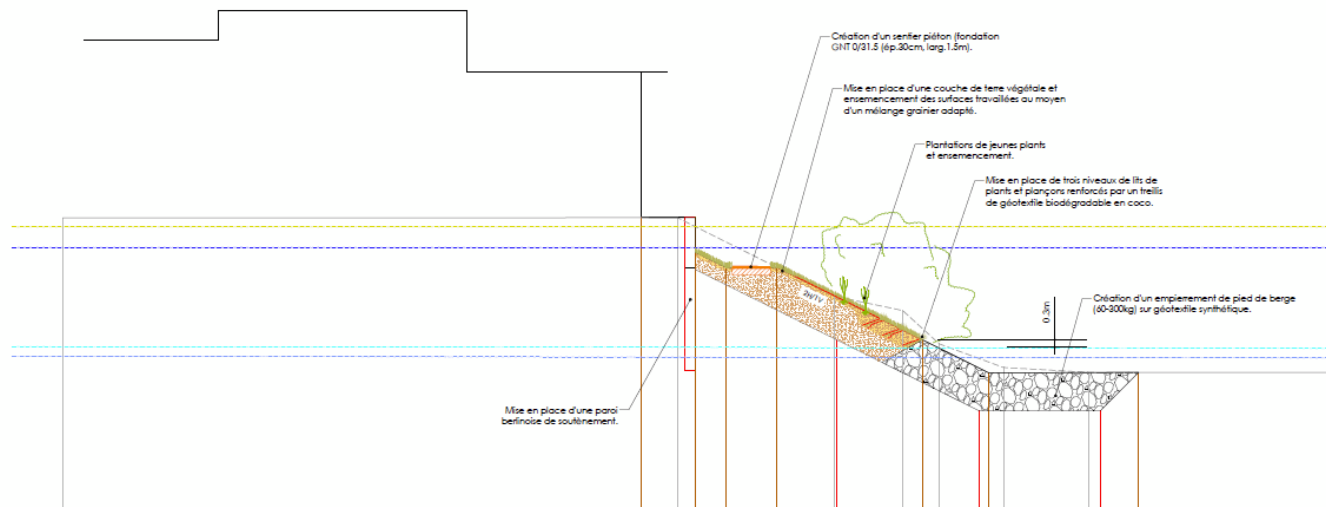 Création d'un sentier piéton (fondation
GNT 0/31.5 (ép.30cm, larg.1.5m).
Mise en place d'une couche de terre végétale et
ensemencement des surfaces travaillées au moyen
d'un mélange grainier adapté.
Plantations de jeunes plants
et ensemencement.
Mise en place de trois niveaux de lits de
plants et plançons renforcés par un treillis
de géotextile biodégradable en coco.
2H/1V
0.3m
Création d'un empierrement de pied de berge
(60-300kg) sur géotextile synthétique.
Mise en place d'une paroi
berlinoise de soutènement.